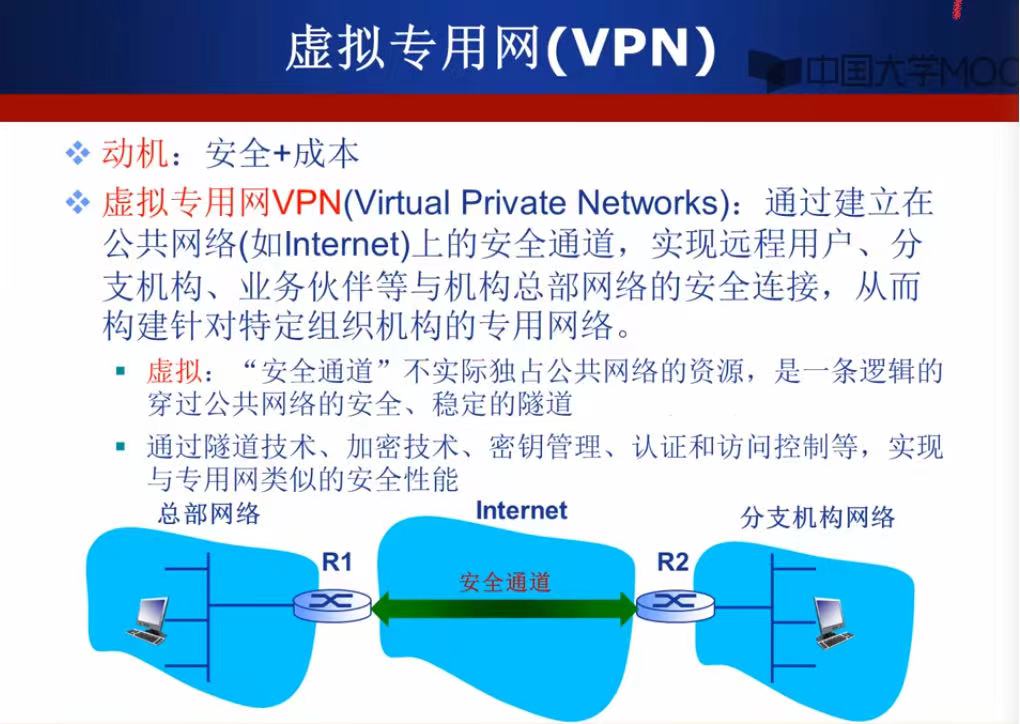 虚拟专用网(VPN)
中国大学MOC
动机：安全+成本
虚拟专用网VPN(Virtual Private Networks)：通过建立在
公共网络(如Internet)上的安全通道，实现远程用户、分
支机构、业务伙伴等与机构总部网络的安全连接，从而
构建针对特定组织机构的专用网络。
虚拟：“安全通道”不实际独占公共网络的资源，是一条逻辑的
穿过公共网络的安全、稳定的隧道
通过隧道技术、加密技术、密钥管理、认证和访问控制等，实现
与专用网类似的安全性能
总部网络
Internet
分支机构网络
R1
R2
安全通道